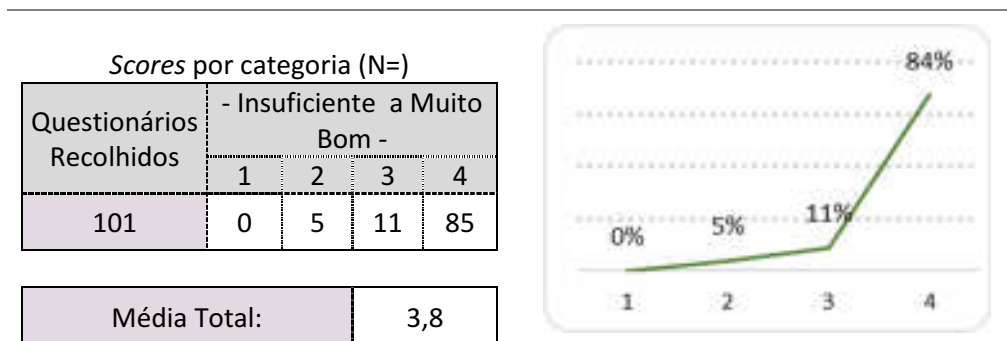 Scores por categoria (N=)
Questionários Recolhidos
- Insuficiente a Muito Bom -
1 2 3 4
101 0 5 11 85
Média Total: 3,8
84%
11%
5%
0%
1 2 3 4